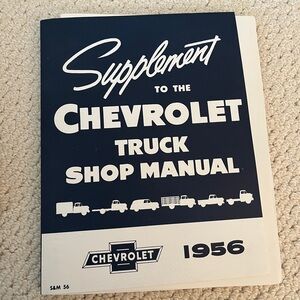 Supplement
TO THE
CHEVROLET
TRUCK
SHOP MANUAL
CHEVROLET
1956
S&M 56